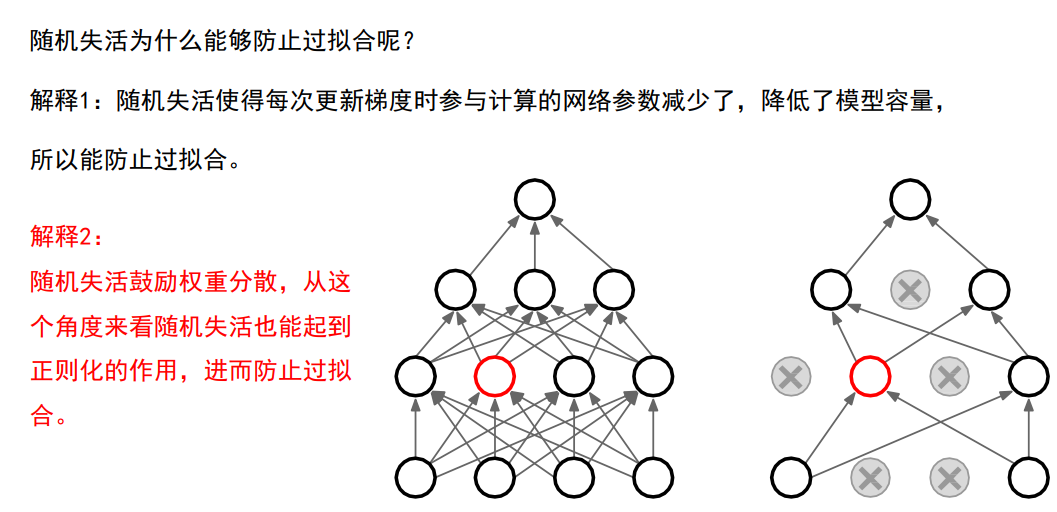 随机失活为什么能够防止过拟合呢？
解释1：随机失活使得每次更新梯度时参与计算的网络参数减少了，降低了模型容量，
所以能防止过拟合。
解释2：
随机失活鼓励权重分散，从这
个角度来看随机失活也能起到
正则化的作用，进而防止过拟
合。